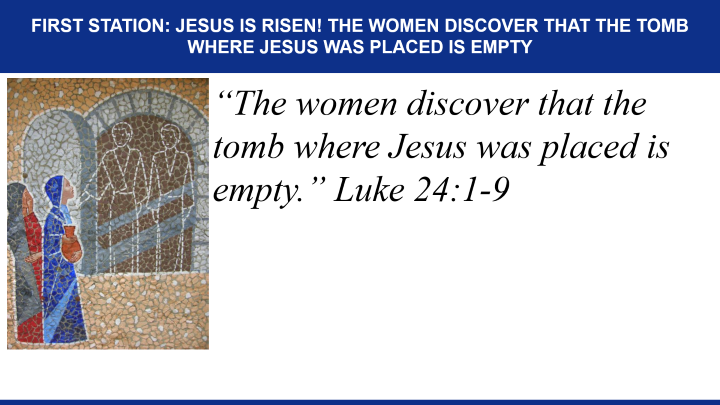 FIRST STATION: JESUS IS RISEN! THE WOMEN DISCOVER THAT THE TOMB
WHERE JESUS WAS PLACED IS EMPTY
“The women discover that the
tomb where Jesus was placed is
empty.” Luke 24:1-9